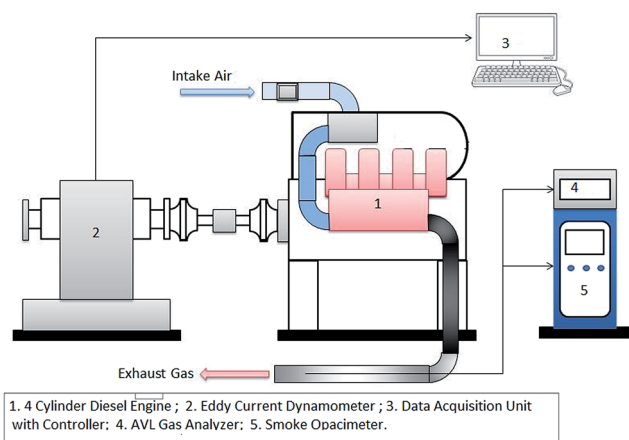 3
Intake Air
4
1
2
5
Exhaust Gas
1. 4 Cylinder Diesel Engine ; 2. Eddy Current Dynamometer ; 3. Data Acquisition Unit
with Controller; 4. AVL Gas Analyzer; 5. Smoke Opacimeter.